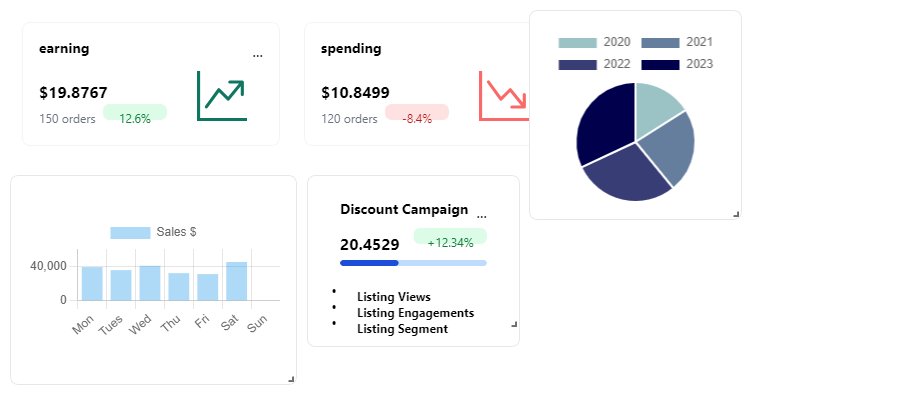 earning
...
$19.8767
150 orders
12.6%
spending
$10.8499
120 orders
-8.4%
2020 2021
2022 2023
Sales $
40,000
0
Mon Tues Wed Thu Fri Sat Sun
Discount Campaign
...
20.4529
+12.34%
• Listing Views
• Listing Engagements
• Listing Segment